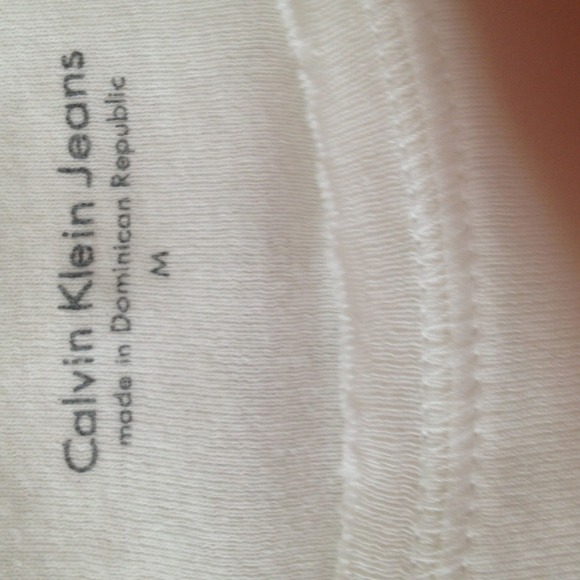 Calvin Klein Jeans
made in Dominican Republic
M